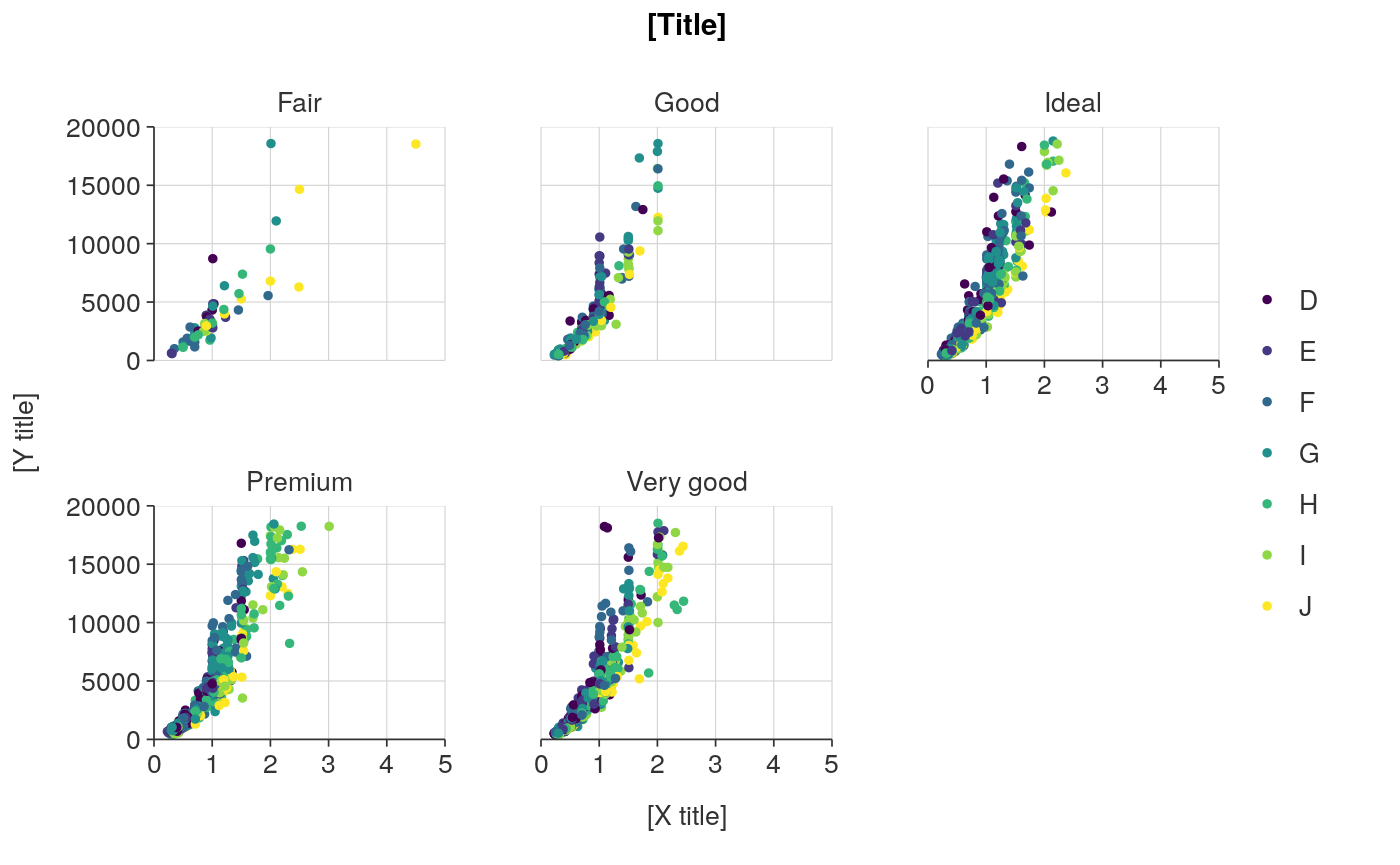 [Title]
Fair
Good
Ideal
20000
15000
10000
5000
0
0 1 2 3 4 5
[Y title]
Premium
Very good
20000
15000
10000
5000
0
0 1 2 3 4 5
0 1 2 3 4 5
[X title]
D
E
F
G
H
I
J